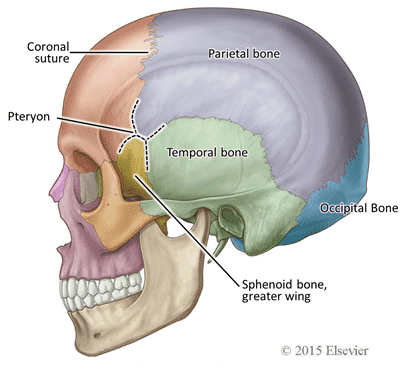 Coronal
suture
Parietal bone
Pteryon
Temporal bone
Occipital Bone
Sphenoid bone,
greater wing
© 2015 Elsevier